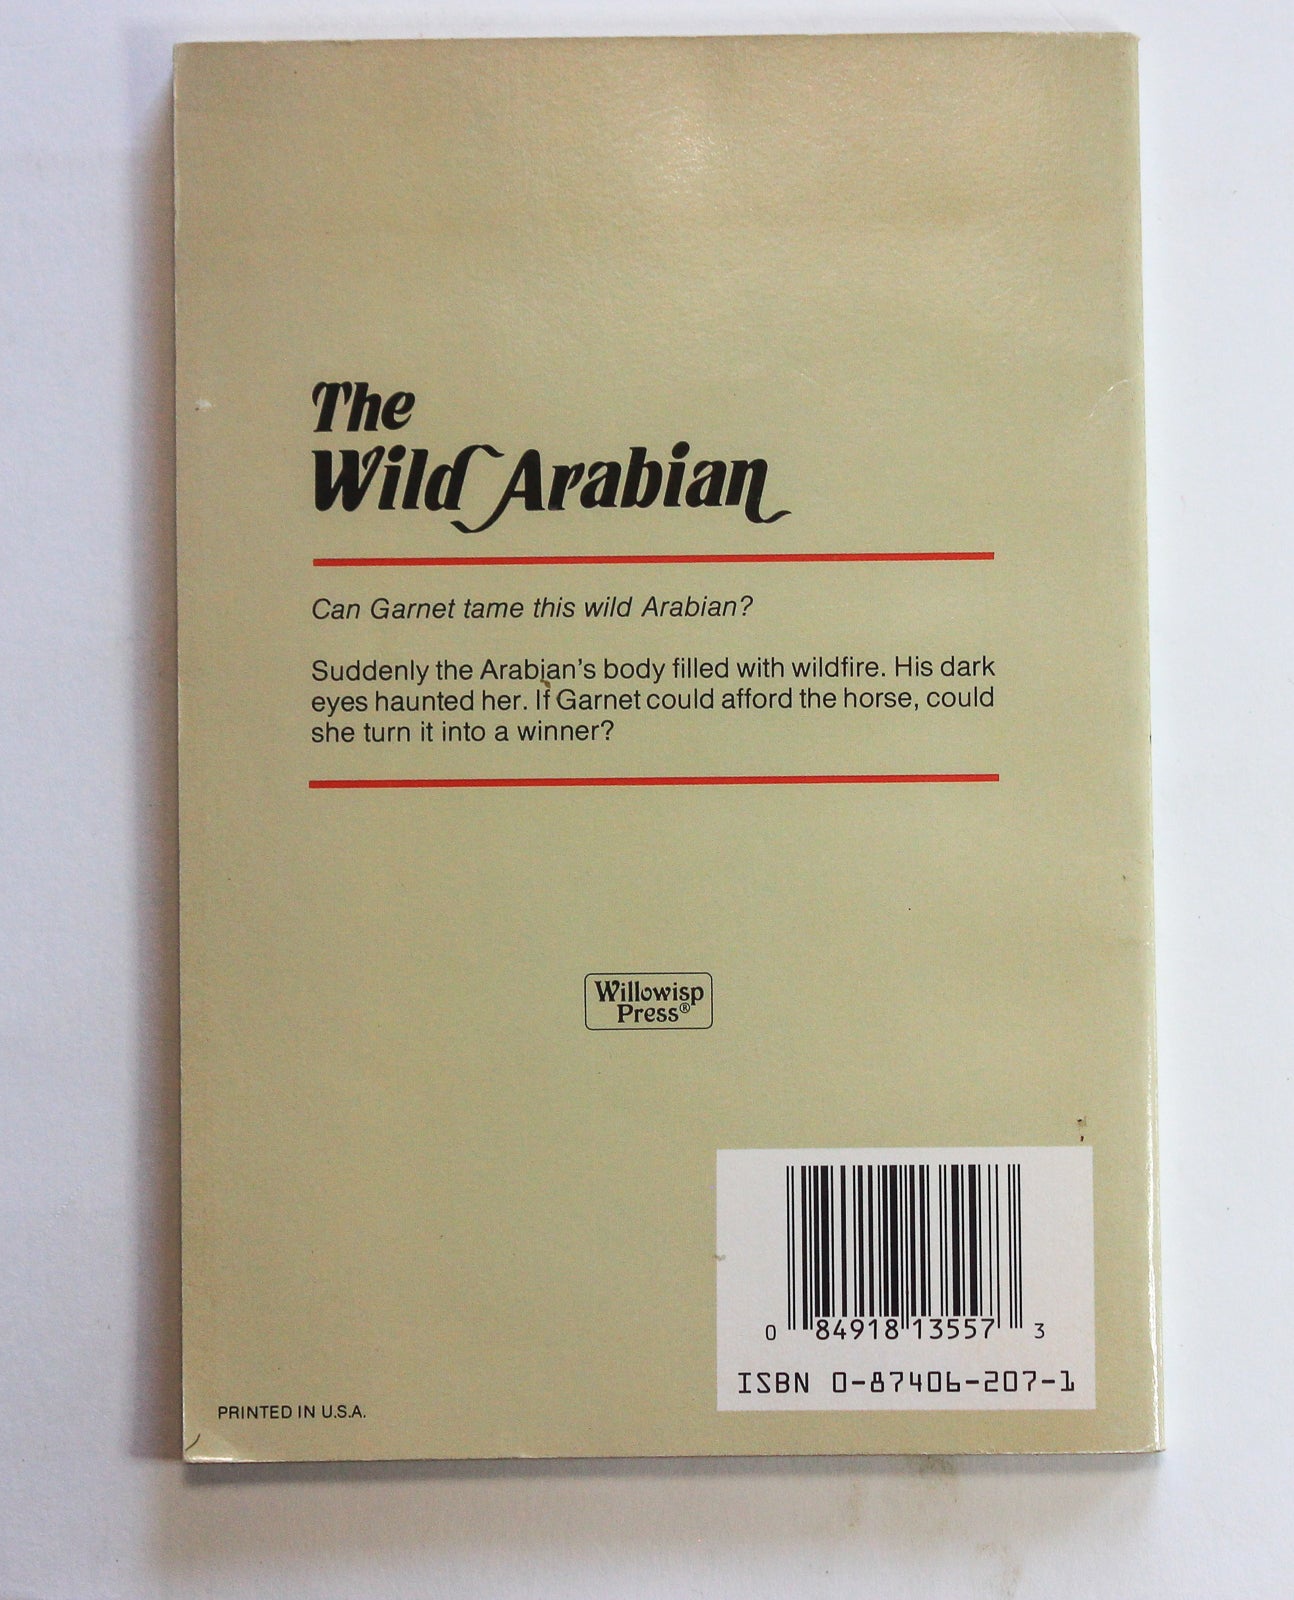 The
Wild Arabian
Can Garnet tame this wild Arabian?
Suddenly the Arabian's body filled with wildfire. His dark
eyes haunted her. If Garnet could afford the horse, could
she turn it into a winner?
Willowisp
Press®
0 84918 13557 3
ISBN 0-87406-207-1
PRINTED IN U.S.A.